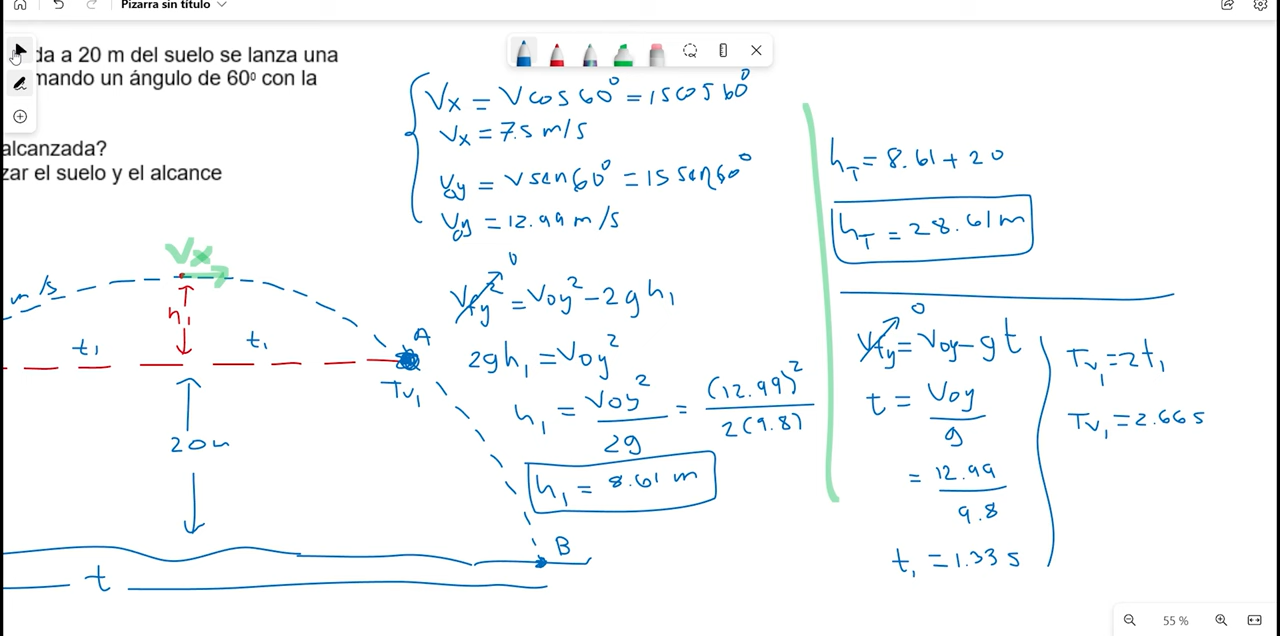 Pizarra sin título
da a 20 m del suelo se lanza una
mando un ángulo de 60º con la
alcanzada?
zar el suelo y el alcance
Vx = V cos 60° = 15 cos 60°
Vx = 7.5 m/s
Voy = V sen 60° = 15 sen 60°
Voy = 12.99 m/s
Vfy² = Voy² - 2gh₁
0
2gh₁ = Voy²
h₁ = Voy²/2g = (12.99)²/2(9.8)
h₁ = 8.61 m
hT = 8.61 + 20
hT = 28.61 m
0
Vfy = Voy - gt
t = Voy/g
= 12.99/9.8
t₁ = 1.33 s
Tv₁ = 2t₁
Tv₁ = 2.66 s
Vx
m/s
h₁
t₁
t₁
A
Tv₁
20m
B
t
55 %